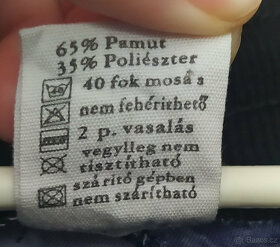 65% Pamut
35% Poliészter
40 fok mosás
nem fehéríthető
2 p. vasalás
vegyileg nem
tisztítható
szárító gépben
nem szárítható